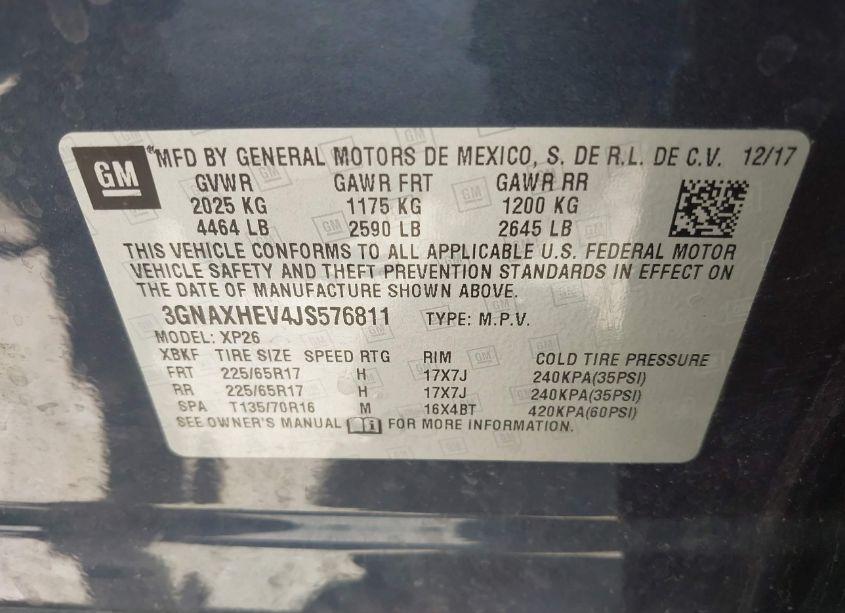 GM MFD BY GENERAL MOTORS DE MEXICO, S. DE R.L. DE C.V. 12/17
GVWR GAWR FRT GAWR RR
2025 KG 1175 KG 1200 KG
4464 LB 2590 LB 2645 LB
THIS VEHICLE CONFORMS TO ALL APPLICABLE U.S. FEDERAL MOTOR
VEHICLE SAFETY AND THEFT PREVENTION STANDARDS IN EFFECT ON
THE DATE OF MANUFACTURE SHOWN ABOVE.
3GNAXHEV4JS576811 TYPE: M.P.V.
MODEL: XP26
XBKF TIRE SIZE SPEED RTG RIM COLD TIRE PRESSURE
FRT 225/65R17 H 17X7J 240KPA(35PSI)
RR 225/65R17 H 17X7J 240KPA(35PSI)
SPA T135/70R16 M 16X4BT 420KPA(60PSI)
SEE OWNER'S MANUAL FOR MORE INFORMATION.